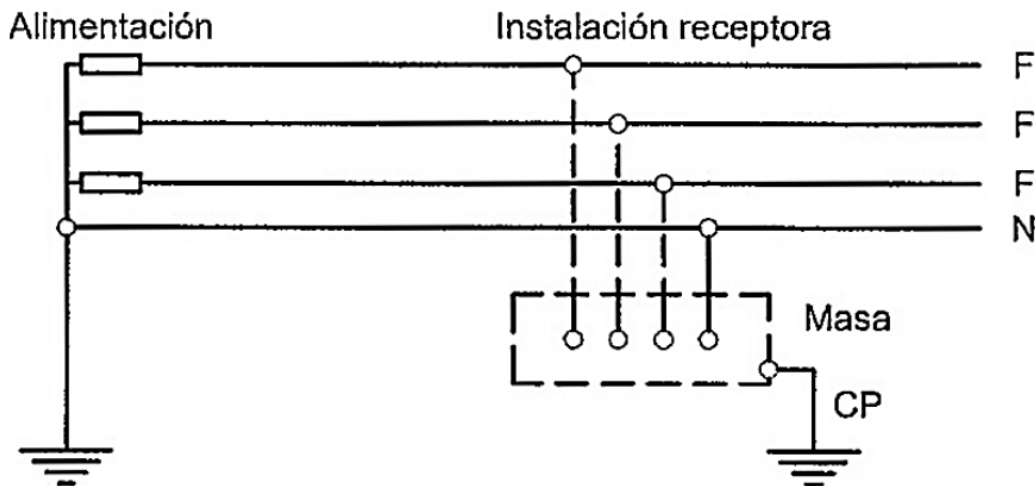 Alimentación
Instalación receptora
F
F
F
N
Masa
CP